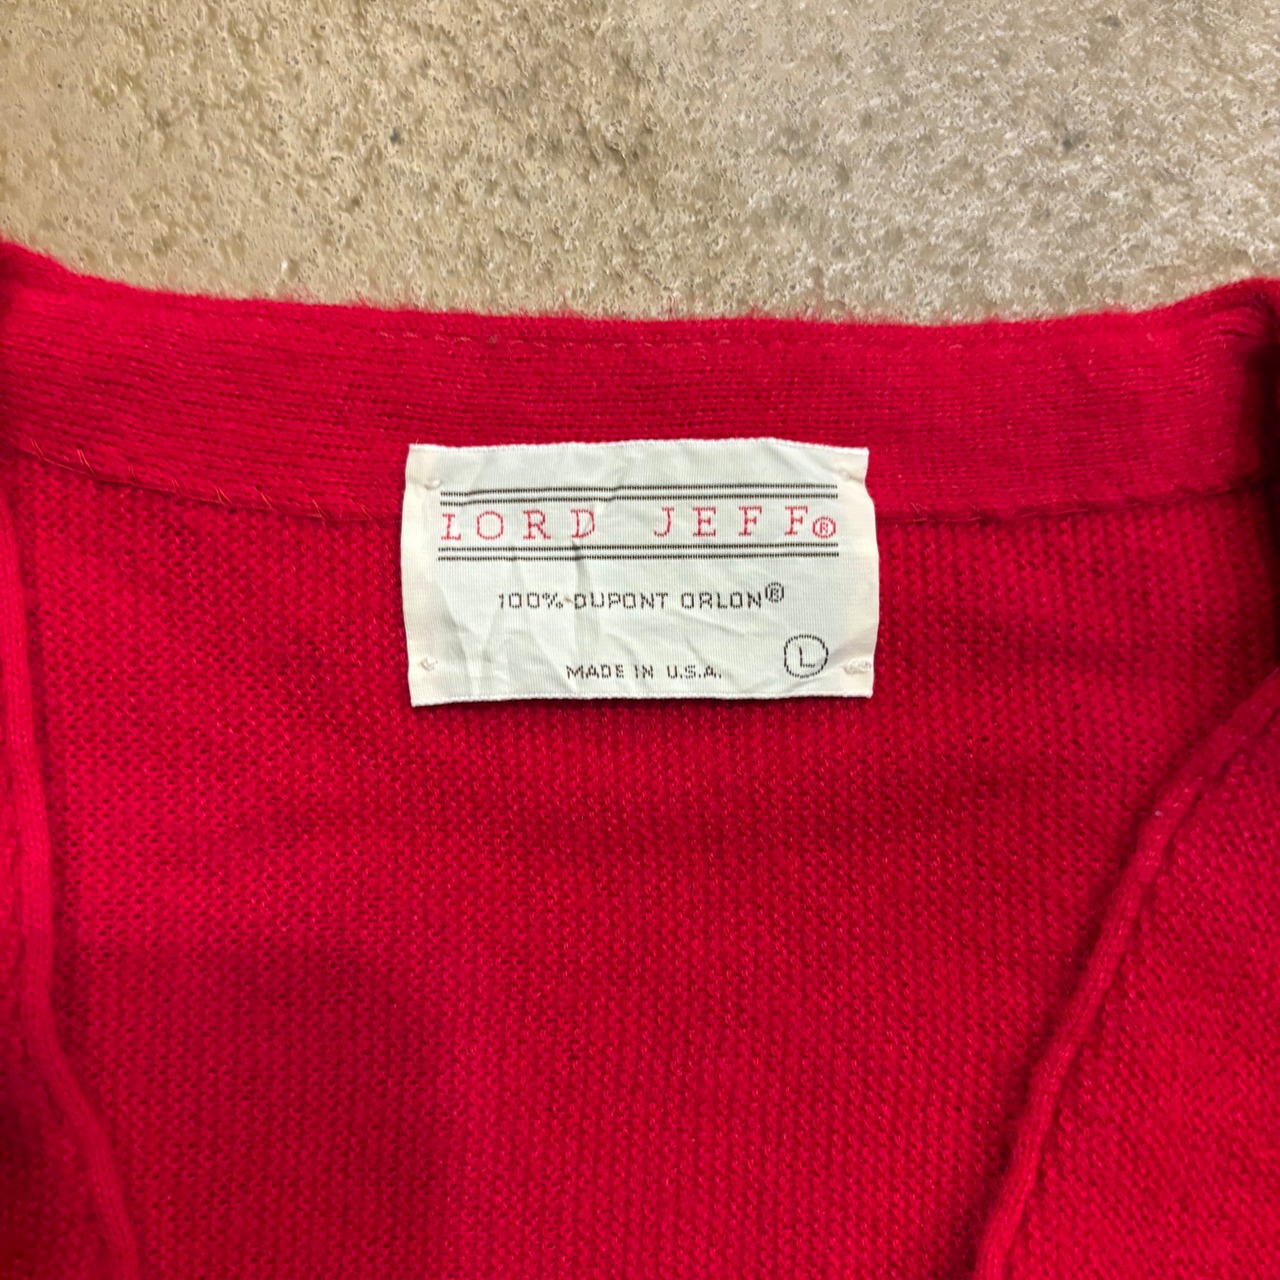 LORD JEFF®
100% DUPONT ORLON®
L
MADE IN U.S.A.